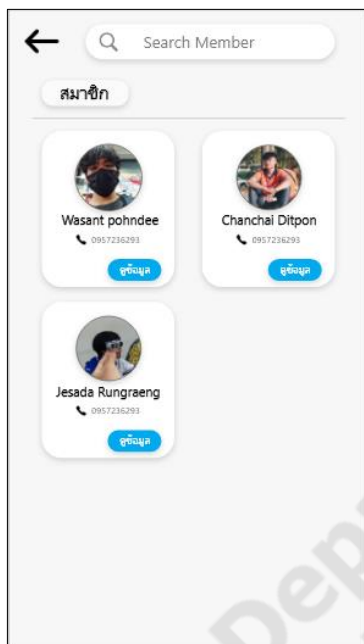 Search Member
สมาชิก
Wasant pohndee
0957236293
ดูข้อมูล
Chanchai Ditpon
0957236293
ดูข้อมูล
Jesada Rungraeng
0957236293
ดูข้อมูล
Dep